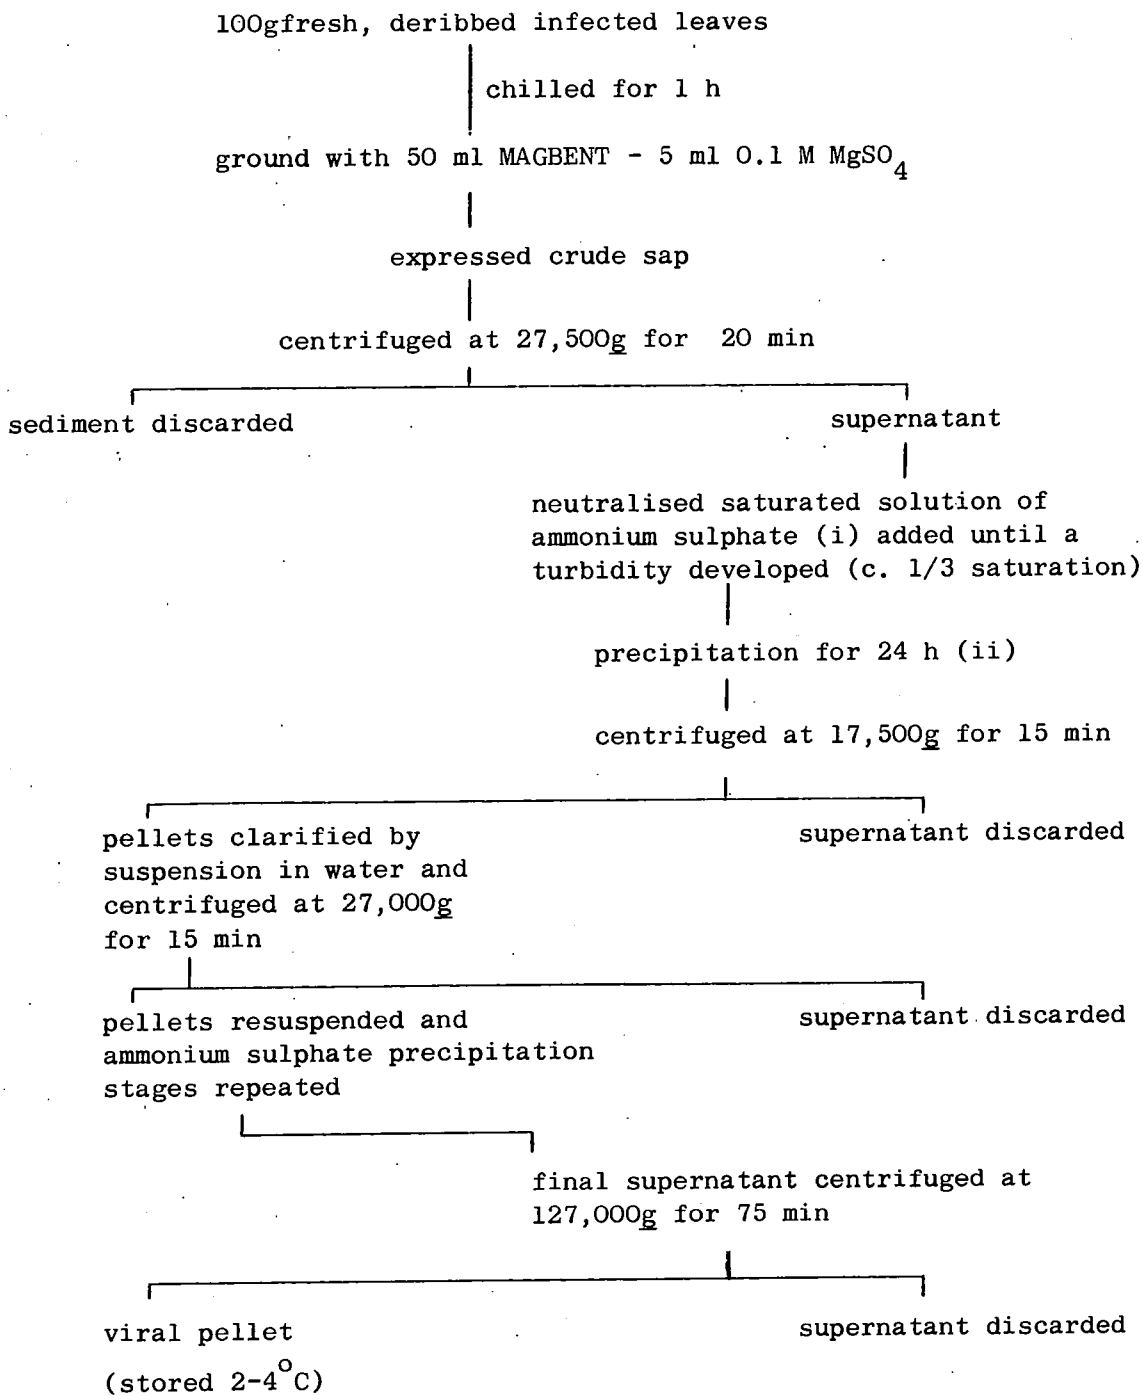 100gfresh, deribbed infected leaves
chilled for 1 h
ground with 50 ml MAGBENT - 5 ml 0.1 M MgSO4
expressed crude sap
centrifuged at 27,500g for 20 min
sediment discarded
supernatant
neutralised saturated solution of
ammonium sulphate (i) added until a
turbidity developed (c. 1/3 saturation)
precipitation for 24 h (ii)
centrifuged at 17,500g for 15 min
pellets clarified by
suspension in water and
centrifuged at 27,000g
for 15 min
supernatant discarded
pellets resuspended and
ammonium sulphate precipitation
stages repeated
supernatant discarded
final supernatant centrifuged at
127,000g for 75 min
viral pellet
(stored 2-4°C)
supernatant discarded